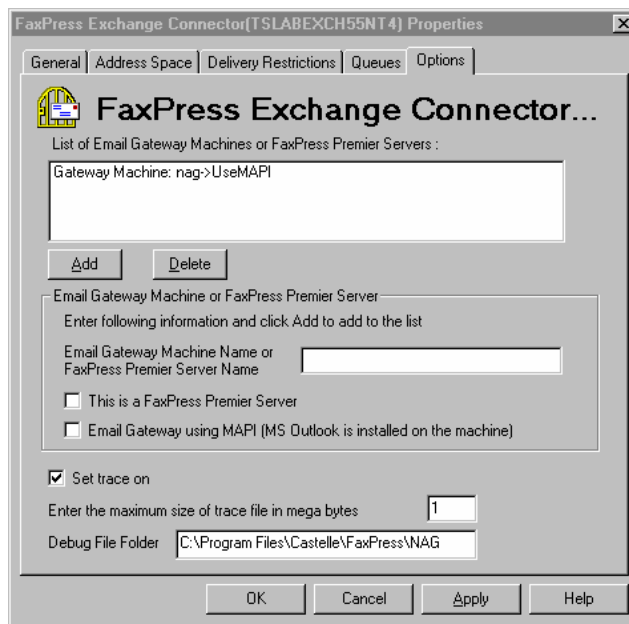 FaxPress Exchange Connector(TSLABEXCH55NT4) Properties
General Address Space Delivery Restrictions Queues Options
FaxPress Exchange Connector...
List of Email Gateway Machines or FaxPress Premier Servers :
Gateway Machine: nag->UseMAPI
Add Delete
Email Gateway Machine or FaxPress Premier Server
Enter following information and click Add to add to the list
Email Gateway Machine Name or
FaxPress Premier Server Name
This is a FaxPress Premier Server
Email Gateway using MAPI (MS Outlook is installed on the machine)
Set trace on
Enter the maximum size of trace file in mega bytes 1
Debug File Folder C:\Program Files\Castelle\FaxPress\NAG
OK Cancel Apply Help